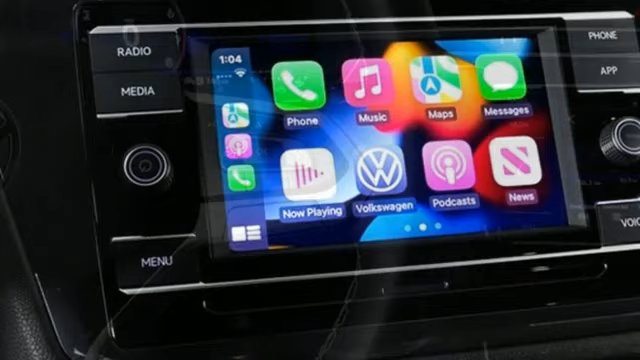 RADIO
MEDIA
MENU
1:04
Phone
Music
Maps
Messages
Now Playing
Volkswagen
Podcasts
News
PHONE
APP